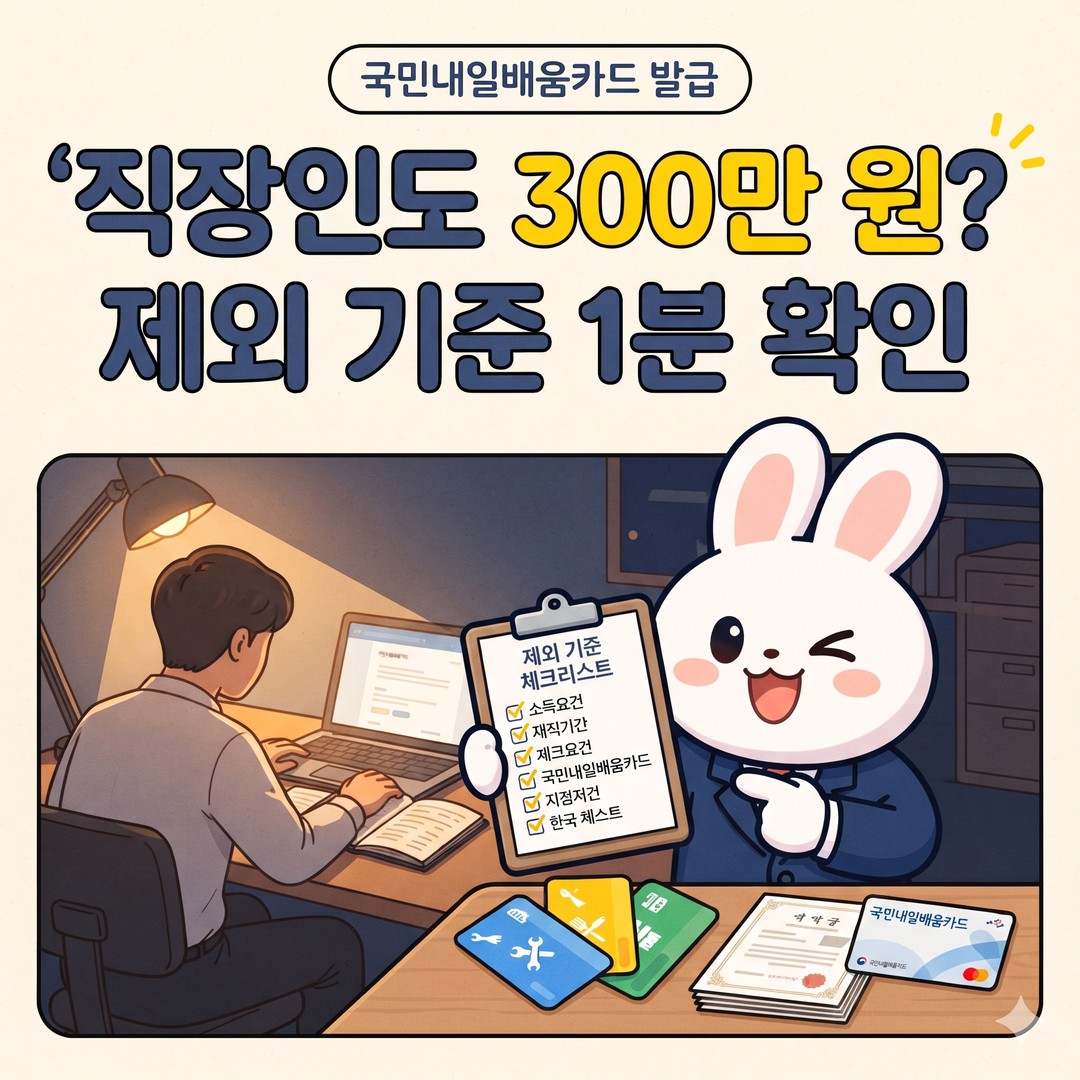 국민내일배움카드 발급
‘직장인도 300만 원?
제외 기준 1분 확인
제외 기준
체크리스트
소득요건
재직기간
제크요건
국민내일배움카드
지정저건
한국 체스트
국민내일배움카드